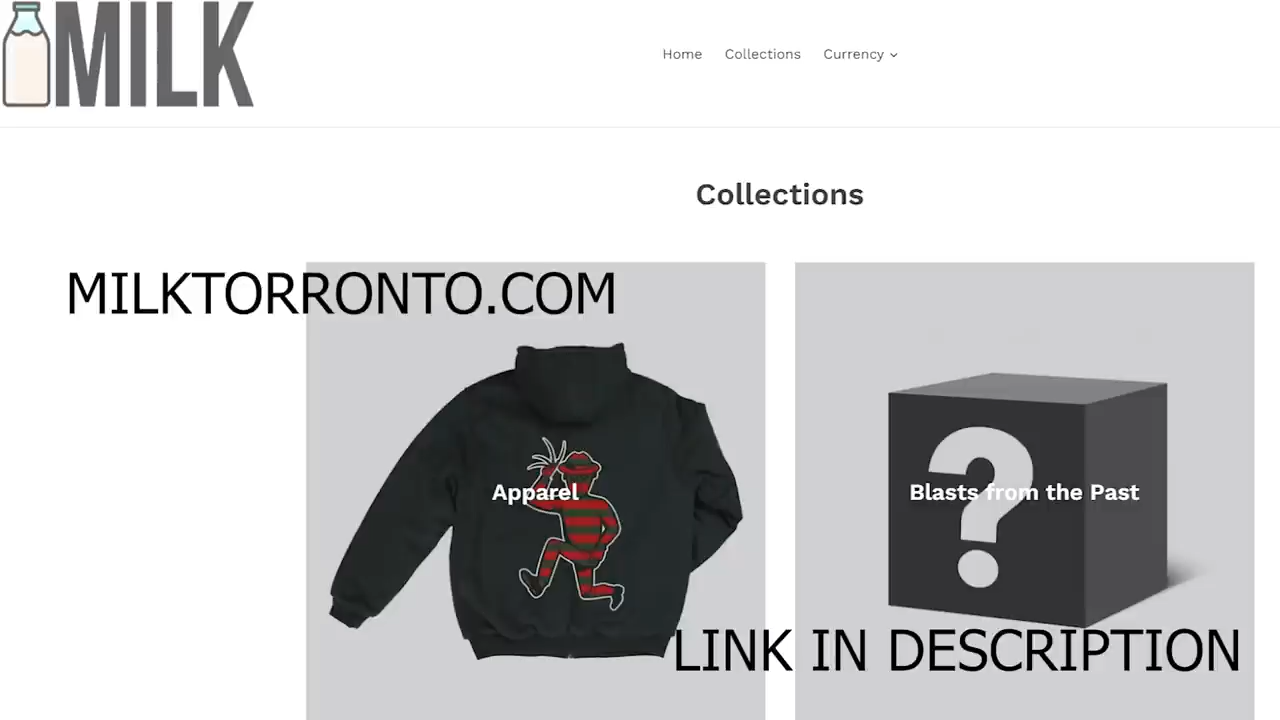 MILK
Home Collections Currency
Collections
MILKTORRONTO.COM
Apparel
Blasts from the Past
?
LINK IN DESCRIPTION